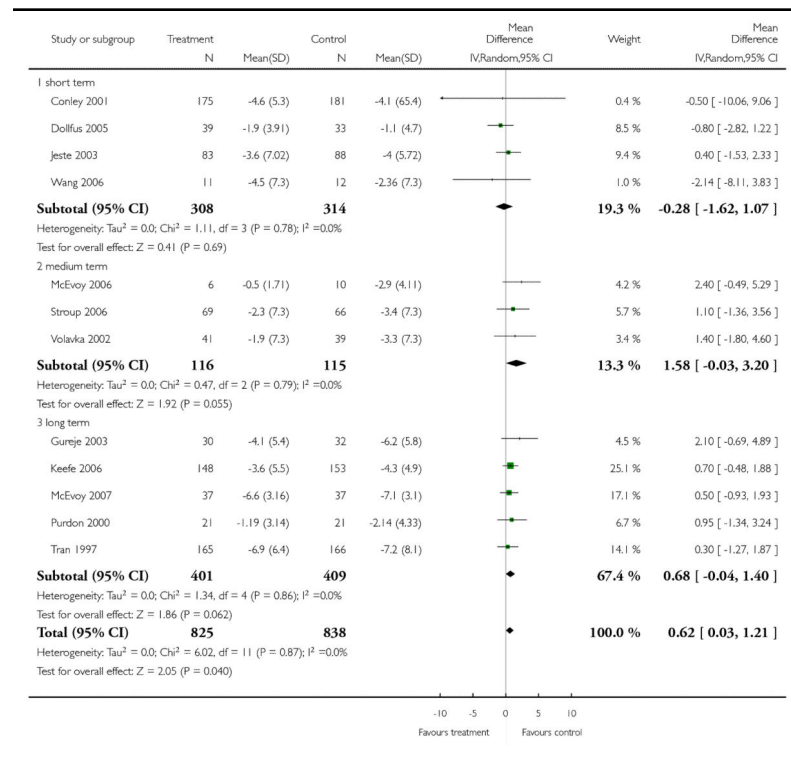 Study or subgroup Treatment Control Mean Difference Weight Mean Difference
N Mean(SD) N Mean(SD) IV,Random,95% CI IV,Random,95% CI
1 short term
Conley 2001 175 -4.6 (5.3) 181 -4.1 (65.4) 0.4 % -0.50 [ -10.06, 9.06 ]
Dollfus 2005 39 -1.9 (3.91) 33 -1.1 (4.7) 8.5 % -0.80 [ -2.82, 1.22 ]
Jeste 2003 83 -3.6 (7.02) 88 -4 (5.72) 9.4 % 0.40 [ -1.53, 2.33 ]
Wang 2006 11 -4.5 (7.3) 12 -2.36 (7.3) 1.0 % -2.14 [ -8.11, 3.83 ]
Subtotal (95% CI) 308 314 19.3 % -0.28 [ -1.62, 1.07 ]
Heterogeneity: Tau² = 0.0; Chi² = 1.11, df = 3 (P = 0.78); I² =0.0%
Test for overall effect: Z = 0.41 (P = 0.69)
2 medium term
McEvoy 2006 6 -0.5 (1.71) 10 -2.9 (4.11) 4.2 % 2.40 [ -0.49, 5.29 ]
Stroup 2006 69 -2.3 (7.3) 66 -3.4 (7.3) 5.7 % 1.10 [ -1.36, 3.56 ]
Volavka 2002 41 -1.9 (7.3) 39 -3.3 (7.3) 3.4 % 1.40 [ -1.80, 4.60 ]
Subtotal (95% CI) 116 115 13.3 % 1.58 [ -0.03, 3.20 ]
Heterogeneity: Tau² = 0.0; Chi² = 0.47, df = 2 (P = 0.79); I² =0.0%
Test for overall effect: Z = 1.92 (P = 0.055)
3 long term
Gureje 2003 30 -4.1 (5.4) 32 -6.2 (5.8) 4.5 % 2.10 [ -0.69, 4.89 ]
Keefe 2006 148 -3.6 (5.5) 153 -4.3 (4.9) 25.1 % 0.70 [ -0.48, 1.88 ]
McEvoy 2007 37 -6.6 (3.16) 37 -7.1 (3.1) 17.1 % 0.50 [ -0.93, 1.93 ]
Purdon 2000 21 -1.19 (3.14) 21 -2.14 (4.33) 6.7 % 0.95 [ -1.34, 3.24 ]
Tran 1997 165 -6.9 (6.4) 166 -7.2 (8.1) 14.1 % 0.30 [ -1.27, 1.87 ]
Subtotal (95% CI) 401 409 67.4 % 0.68 [ -0.04, 1.40 ]
Heterogeneity: Tau² = 0.0; Chi² = 1.34, df = 4 (P = 0.86); I² =0.0%
Test for overall effect: Z = 1.86 (P = 0.062)
Total (95% CI) 825 838 100.0 % 0.62 [ 0.03, 1.21 ]
Heterogeneity: Tau² = 0.0; Chi² = 6.02, df = 11 (P = 0.87); I² =0.0%
Test for overall effect: Z = 2.05 (P = 0.040)
-10 -5 0 5 10
Favours treatment Favours control